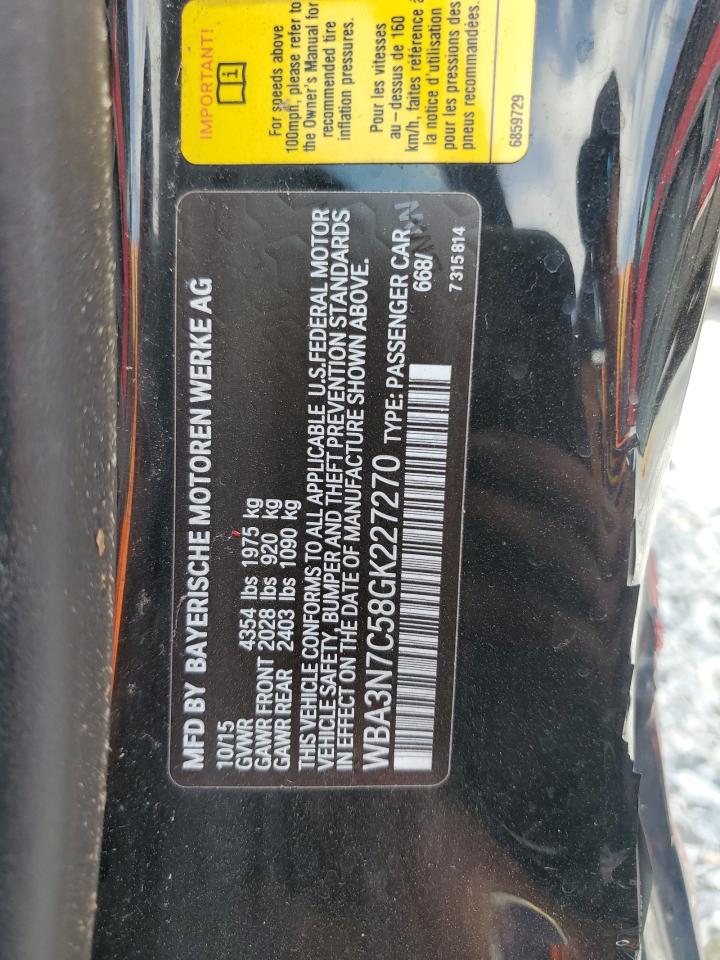 IMPORTANT!
i
For speeds above
100mph, please refer to
the Owner's Manual for
recommended tire
inflation pressures.
Pour les vitesses
au-dessus de 160
km/h, faites référence à
la notice d'utilisation
pour les pressions des
pneus recommandées.
6859729
MFD BY BAYERISCHE MOTOREN WERKE AG
10/15
GVWR 4354 lbs 1975 kg
GAWR FRONT 2028 lbs 920 kg
GAWR REAR 2403 lbs 1090 kg
THIS VEHICLE CONFORMS TO ALL APPLICABLE U.S.FEDERAL MOTOR
VEHICLE SAFETY, BUMPER AND THEFT PREVENTION STANDARDS
IN EFFECT ON THE DATE OF MANUFACTURE SHOWN ABOVE.
WBA3N7C58GK227270 TYPE: PASSENGER CAR
668/
7315814